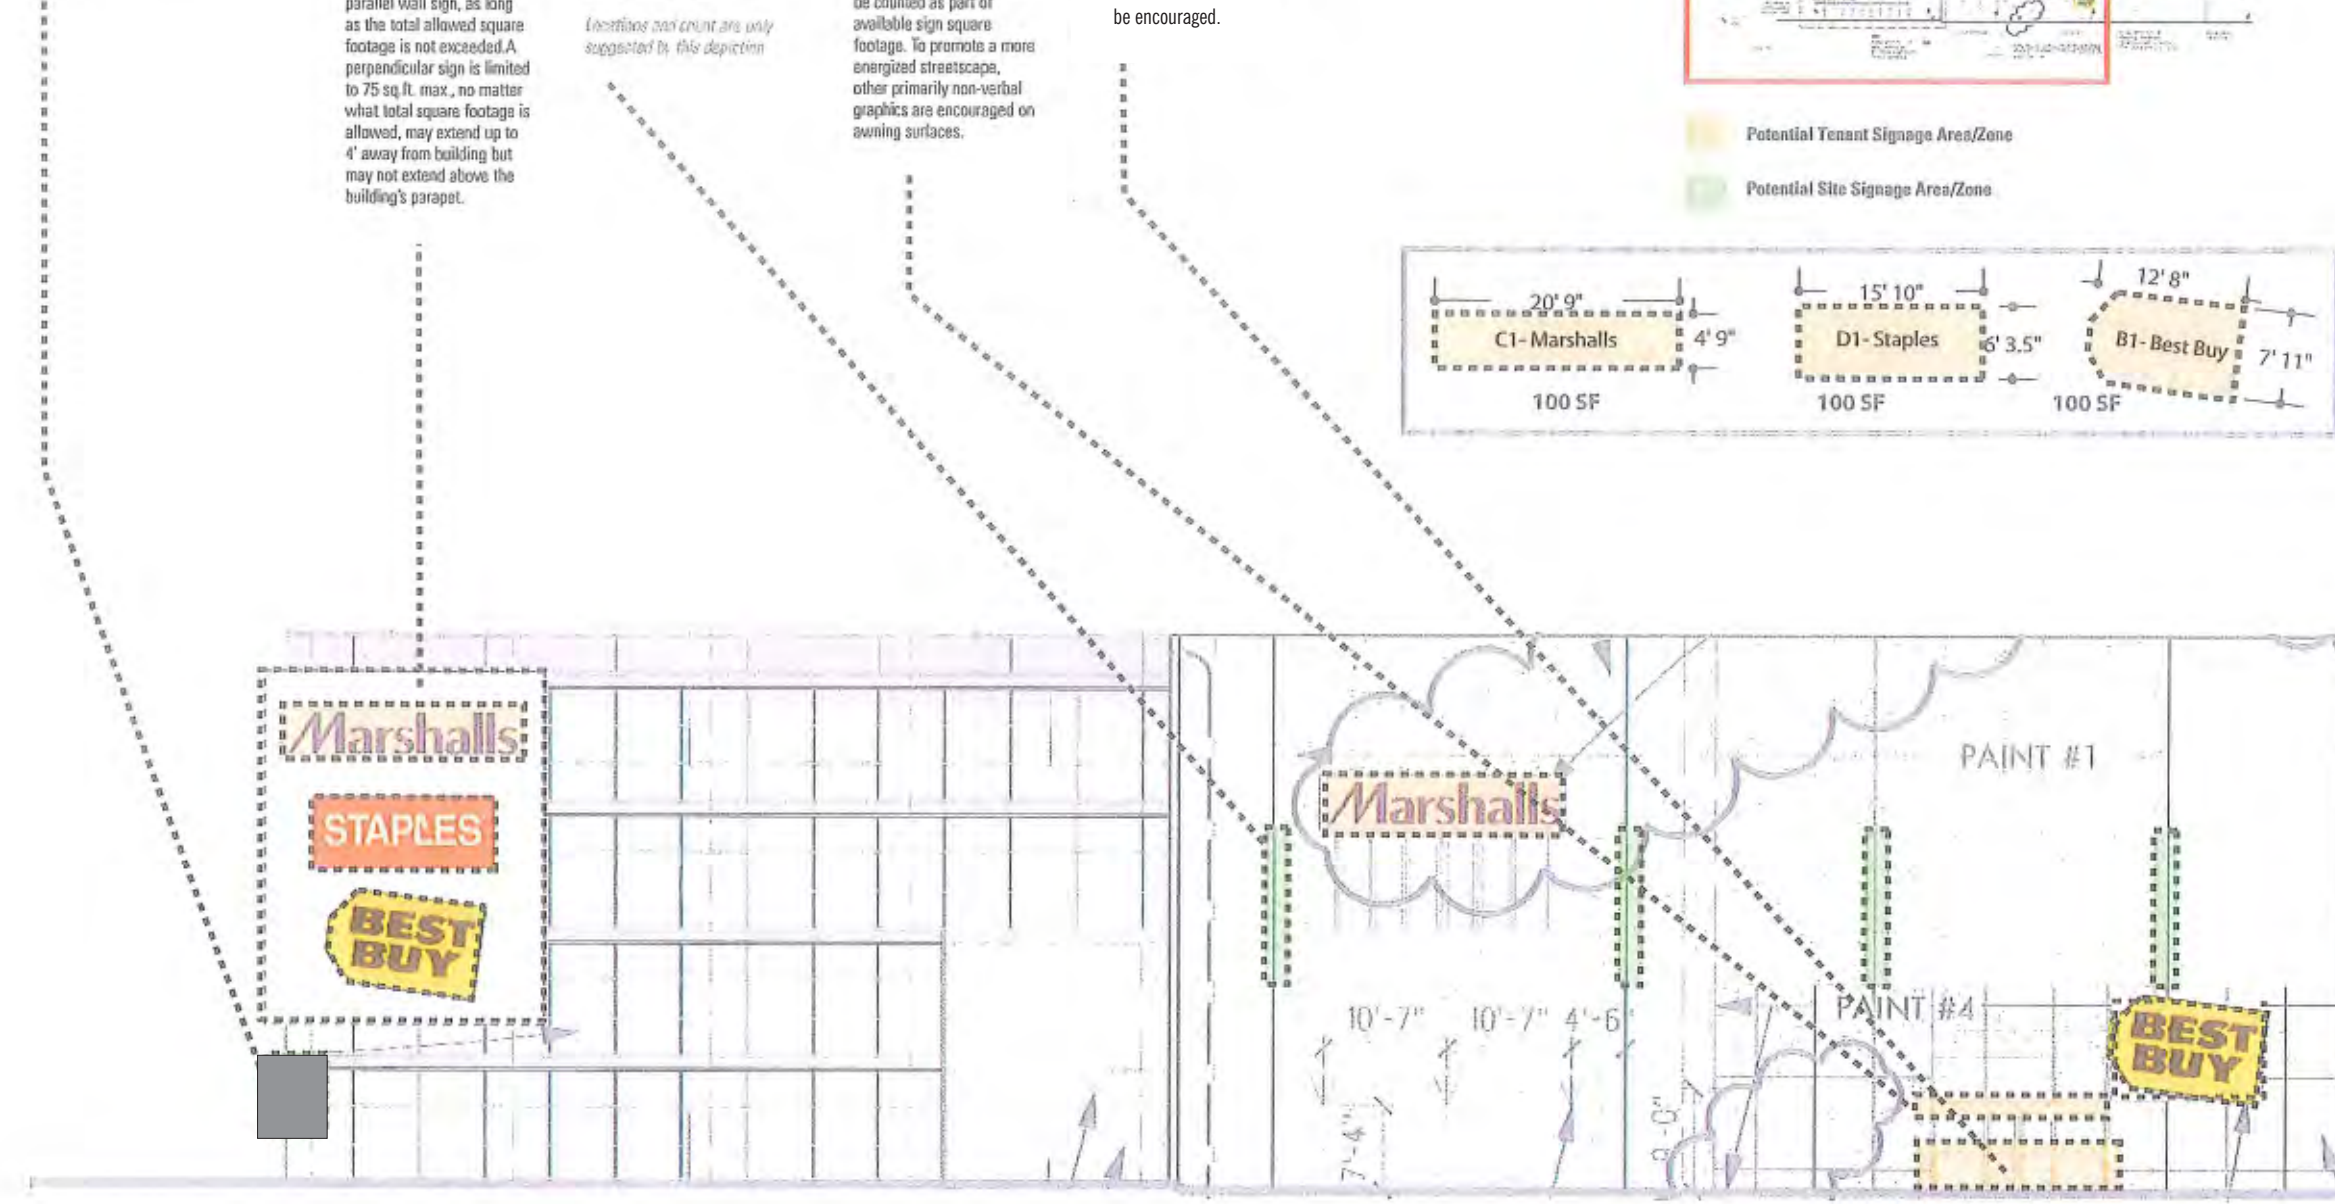 parallel wall sign, as long
as the total allowed square
footage is not exceeded.A
perpendicular sign is limited
to 75 sq.ft. max., no matter
what total square footage is
allowed, may extend up to
4' away from building but
may not extend above the
building's parapet.
Locations and count are only
suggested by this depiction
be counted as part of
available sign square
footage. To promote a more
energized streetscape,
other primarily non-verbal
graphics are encouraged on
awning surfaces.
be encouraged.
Potential Tenant Signage Area/Zone
Potential Site Signage Area/Zone
20' 9"
C1- Marshalls
4' 9"
100 SF
15' 10"
D1- Staples
6' 3.5"
100 SF
12' 8"
B1- Best Buy
7' 11"
100 SF
Marshalls
STAPLES
BEST
BUY
Marshalls
PAINT #1
10'-7" 10'-7" 4'-6"
7'-4"
PAINT #4
BEST
BUY